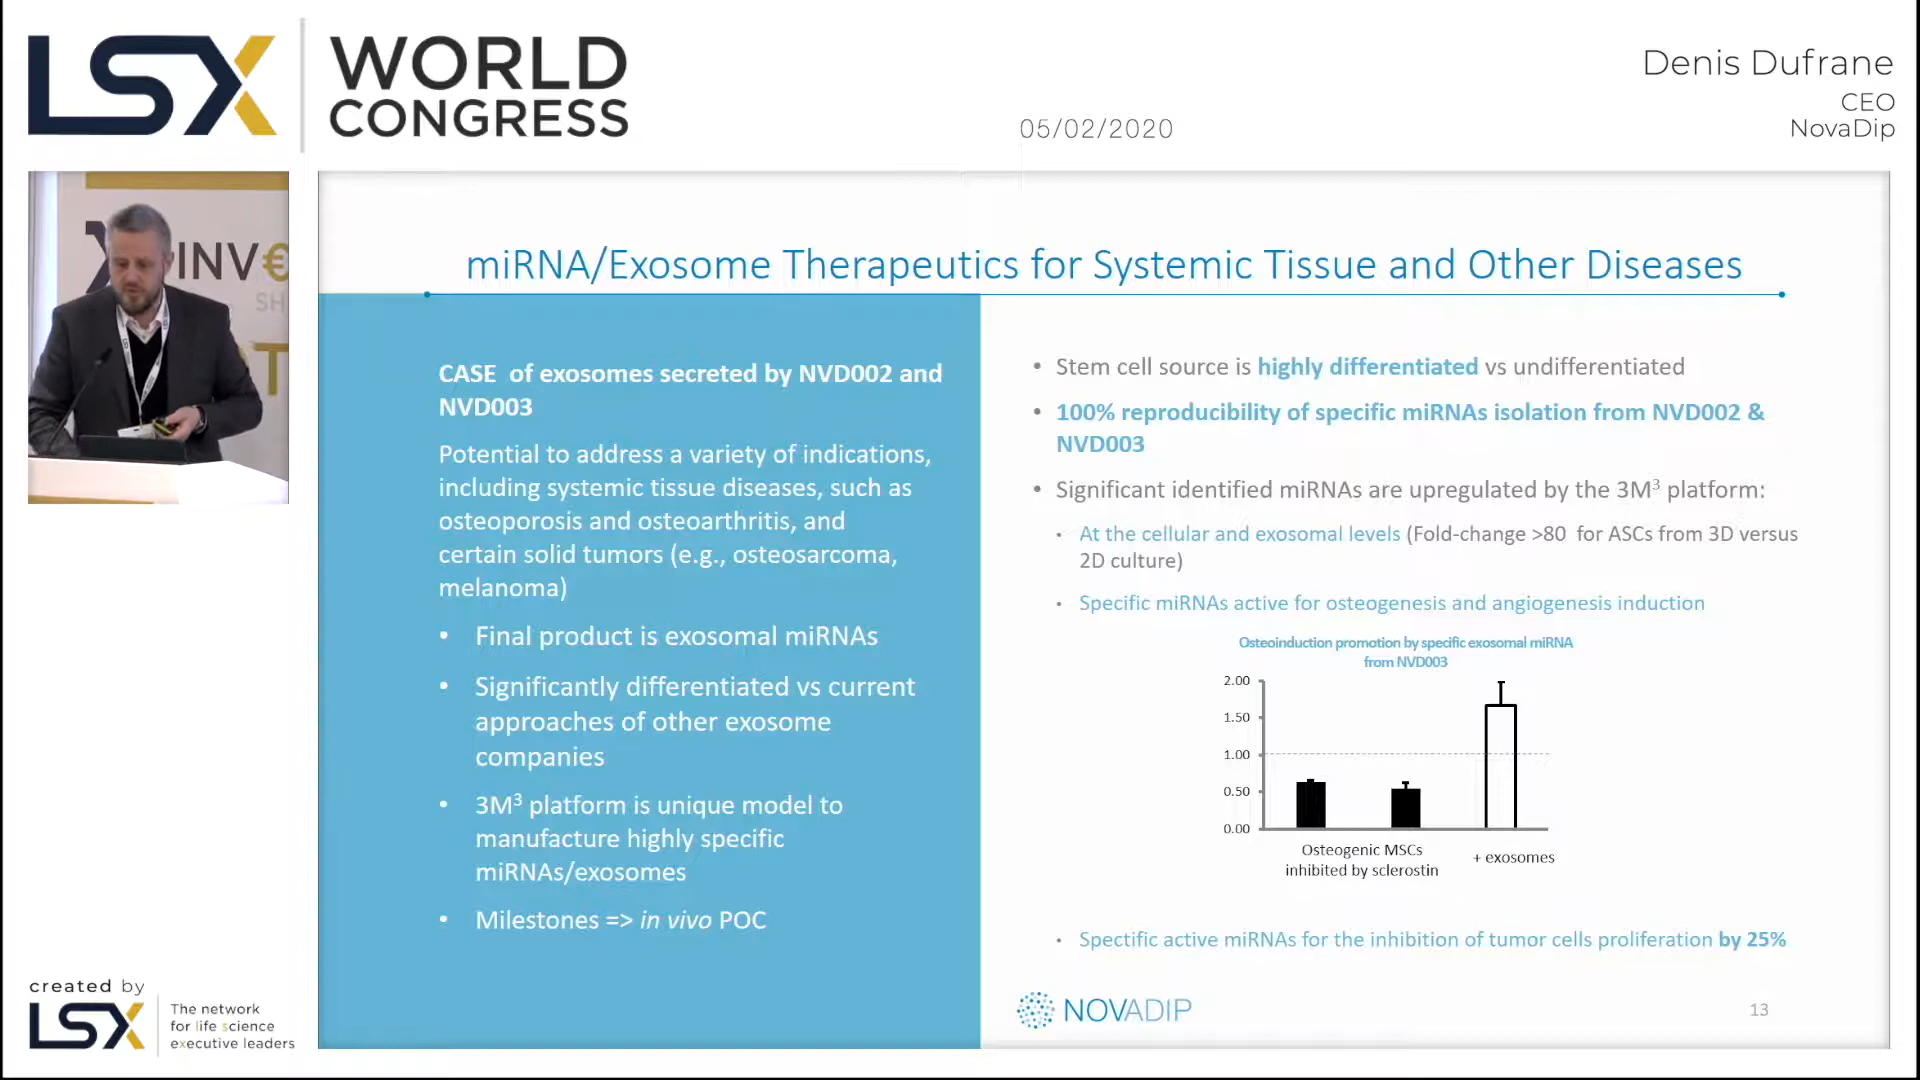 LSX
WORLD
CONGRESS
05/02/2020
Denis Dufrane
CEO
NovaDip
INV€
SH
T
miRNA/Exosome Therapeutics for Systemic Tissue and Other Diseases
CASE of exosomes secreted by NVD002 and
NVD003
Potential to address a variety of indications,
including systemic tissue diseases, such as
osteoporosis and osteoarthritis, and
certain solid tumors (e.g., osteosarcoma,
melanoma)
• Final product is exosomal miRNAs
• Significantly differentiated vs current
approaches of other exosome
companies
• 3M³ platform is unique model to
manufacture highly specific
miRNAs/exosomes
• Milestones => in vivo POC
• Stem cell source is highly differentiated vs undifferentiated
• 100% reproducibility of specific miRNAs isolation from NVD002 &
NVD003
• Significant identified miRNAs are upregulated by the 3M³ platform:
• At the cellular and exosomal levels (Fold-change >80 for ASCs from 3D versus
2D culture)
• Specific miRNAs active for osteogenesis and angiogenesis induction
Osteoinduction promotion by specific exosomal miRNA
from NVD003
2.00
1.50
1.00
0.50
0.00
Osteogenic MSCs
inhibited by sclerostin
+ exosomes
• Spectific active miRNAs for the inhibition of tumor cells proliferation by 25%
NOVADIP
13
created by
LSX
The network
for life science
executive leaders